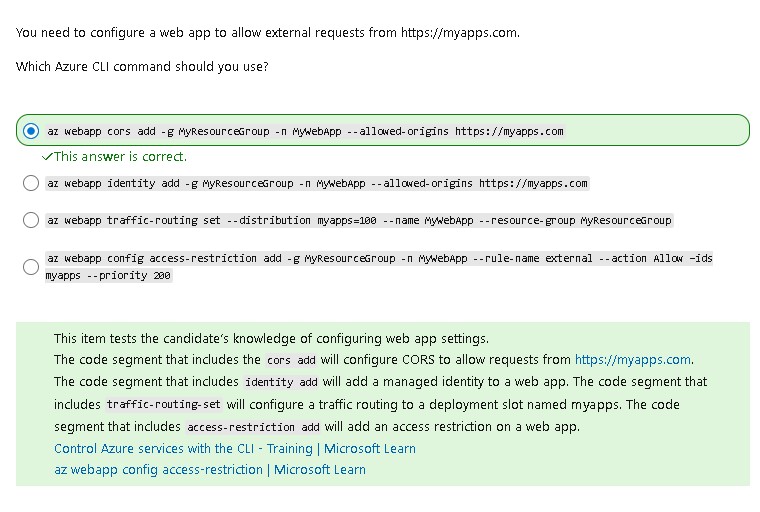 You need to configure a web app to allow external requests from https://myapps.com.
Which Azure CLI command should you use?
az webapp cors add -g MyResourceGroup -n MyWebApp --allowed-origins https://myapps.com
✓This answer is correct.
az webapp identity add -g MyResourceGroup -n MyWebApp --allowed-origins https://myapps.com
az webapp traffic-routing set --distribution myapps=100 --name MyWebApp --resource-group MyResourceGroup
az webapp config access-restriction add -g MyResourceGroup -n MyWebApp --rule-name external --action Allow –ids
myapps --priority 200
This item tests the candidate's knowledge of configuring web app settings.
The code segment that includes the cors add will configure CORS to allow requests from https://myapps.com.
The code segment that includes identity add will add a managed identity to a web app. The code segment that
includes traffic-routing-set will configure a traffic routing to a deployment slot named myapps. The code
segment that includes access-restriction add will add an access restriction on a web app.
Control Azure services with the CLI - Training | Microsoft Learn
az webapp config access-restriction | Microsoft Learn